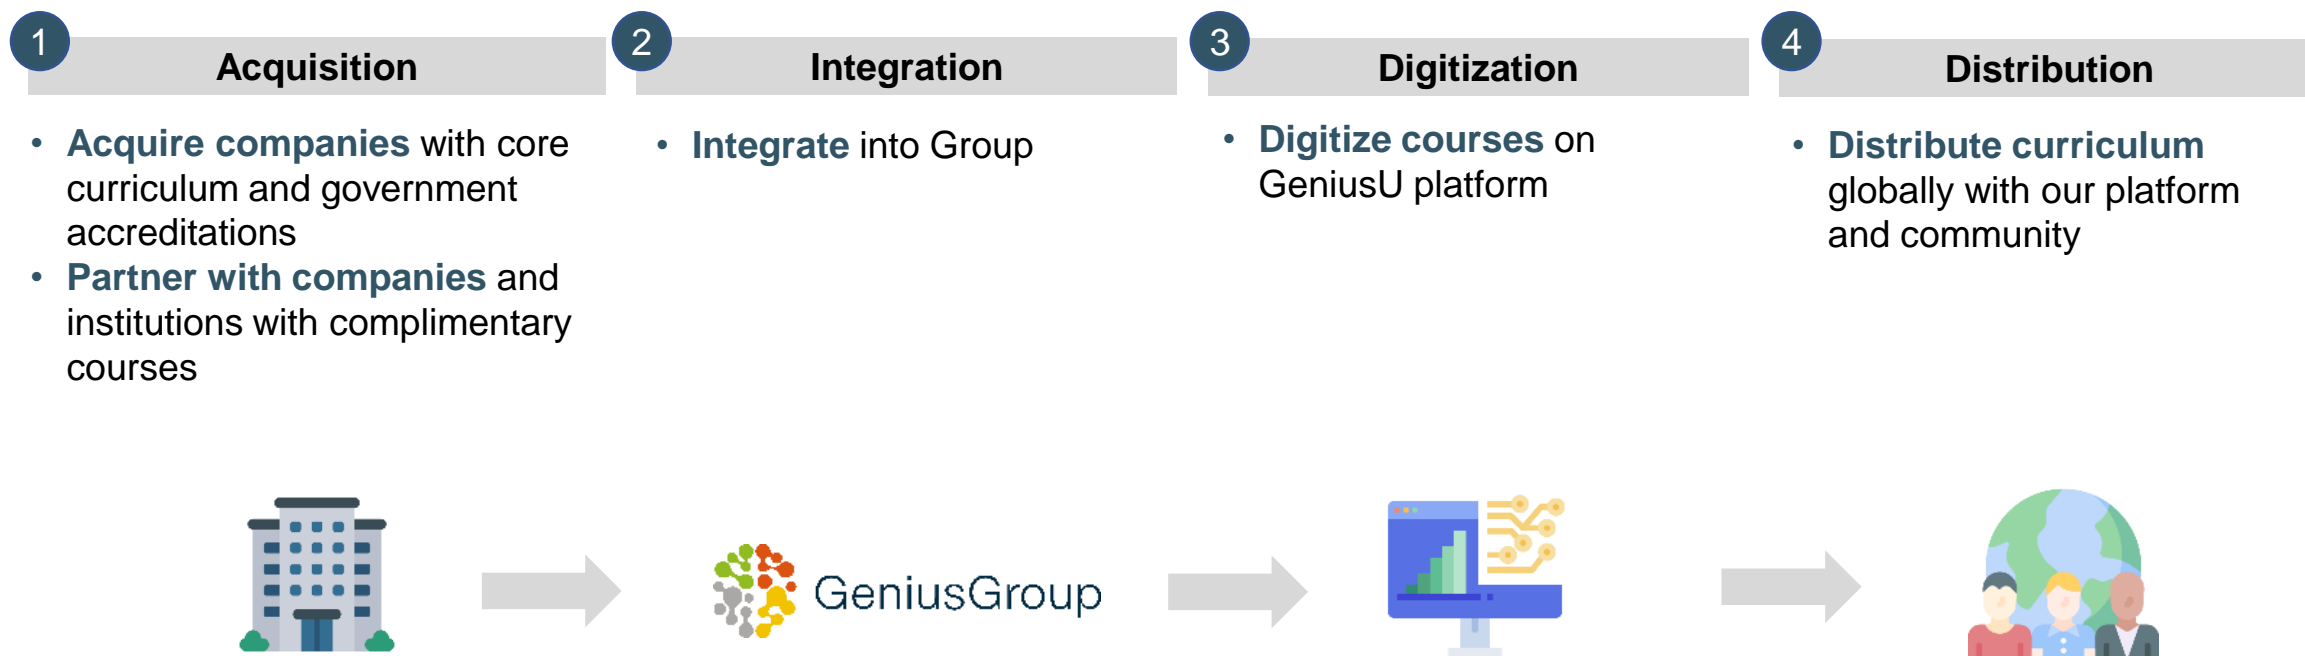 1
Acquisition
• Acquire companies with core
curriculum and government
accreditations
• Partner with companies and
institutions with complimentary
courses
2
Integration
• Integrate into Group
3
Digitization
• Digitize courses on
GeniusU platform
4
Distribution
• Distribute curriculum
globally with our platform
and community
GeniusGroup